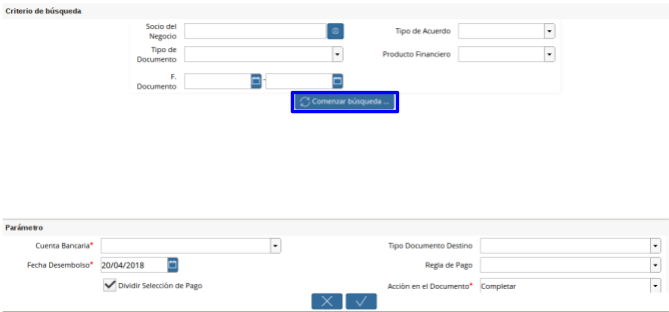 Criterio de búsqueda
Socio del Negocio
Tipo de Acuerdo
Tipo de Documento
Producto Financiero
F. Documento
-
Comenzar búsqueda ...
Parámetro
Cuenta Bancaria*
Tipo Documento Destino
Fecha Desembolso* 20/04/2018
Regla de Pago
Dividir Selección de Pago
Acción en el Documento* Completar